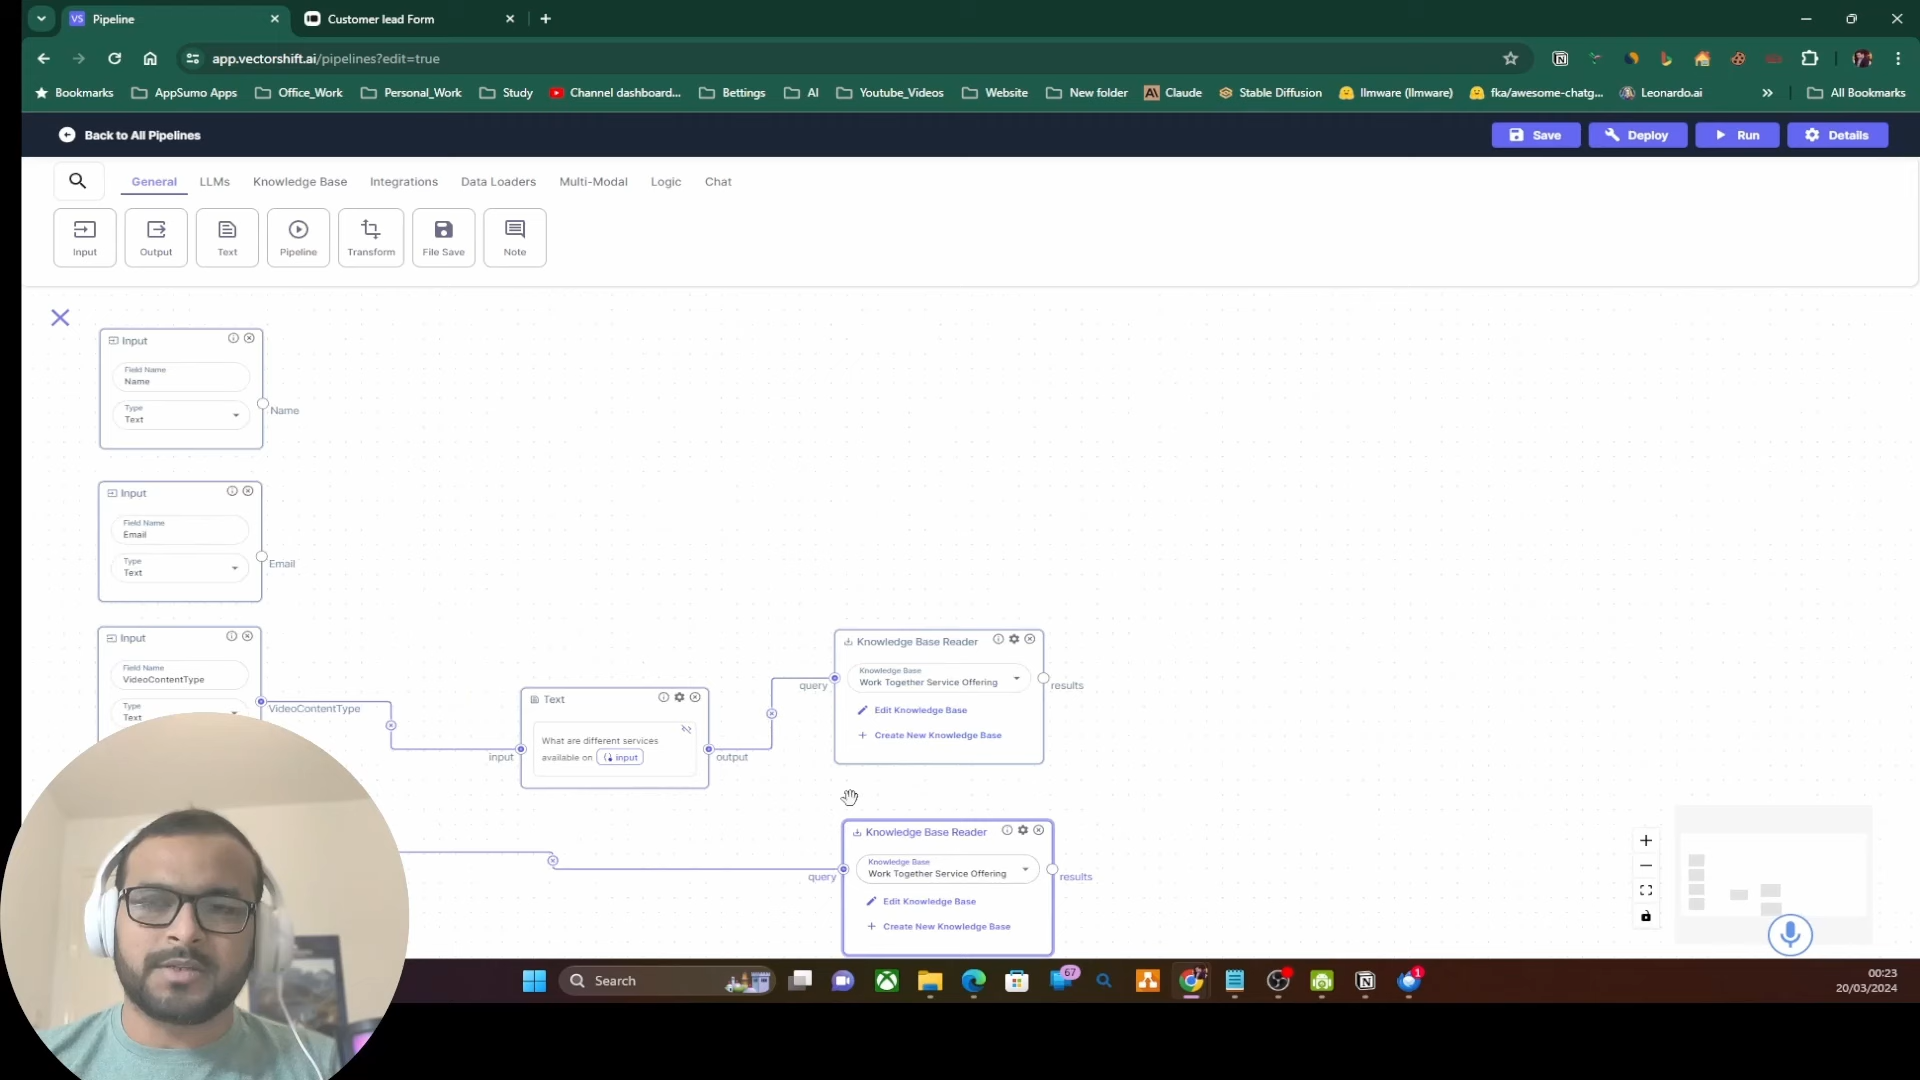 VS Pipeline
Customer lead Form
app.vectorshift.ai/pipelines?edit=true
Bookmarks AppSumo Apps Office_Work Personal_Work Study Channel dashboard... Bettings AI Youtube_Videos Website New folder Claude Stable Diffusion llmware (llmware) fka/awesome-chatg... Leonardo.ai » All Bookmarks
Back to All Pipelines
Save Deploy Run Details
General LLMs Knowledge Base Integrations Data Loaders Multi-Modal Logic Chat
Input Output Text Pipeline Transform File Save Note
Input
Field Name
Name
Type
Text
Name
Input
Field Name
Email
Type
Text
Email
Input
Field Name
VideoContentType
Type
Text
VideoContentType
input
Text
What are different services
available on input
output
query
Knowledge Base Reader
Knowledge Base
Work Together Service Offering
Edit Knowledge Base
Create New Knowledge Base
results
query
Knowledge Base Reader
Knowledge Base
Work Together Service Offering
Edit Knowledge Base
Create New Knowledge Base
results
Search
67
1
00:23
20/03/2024